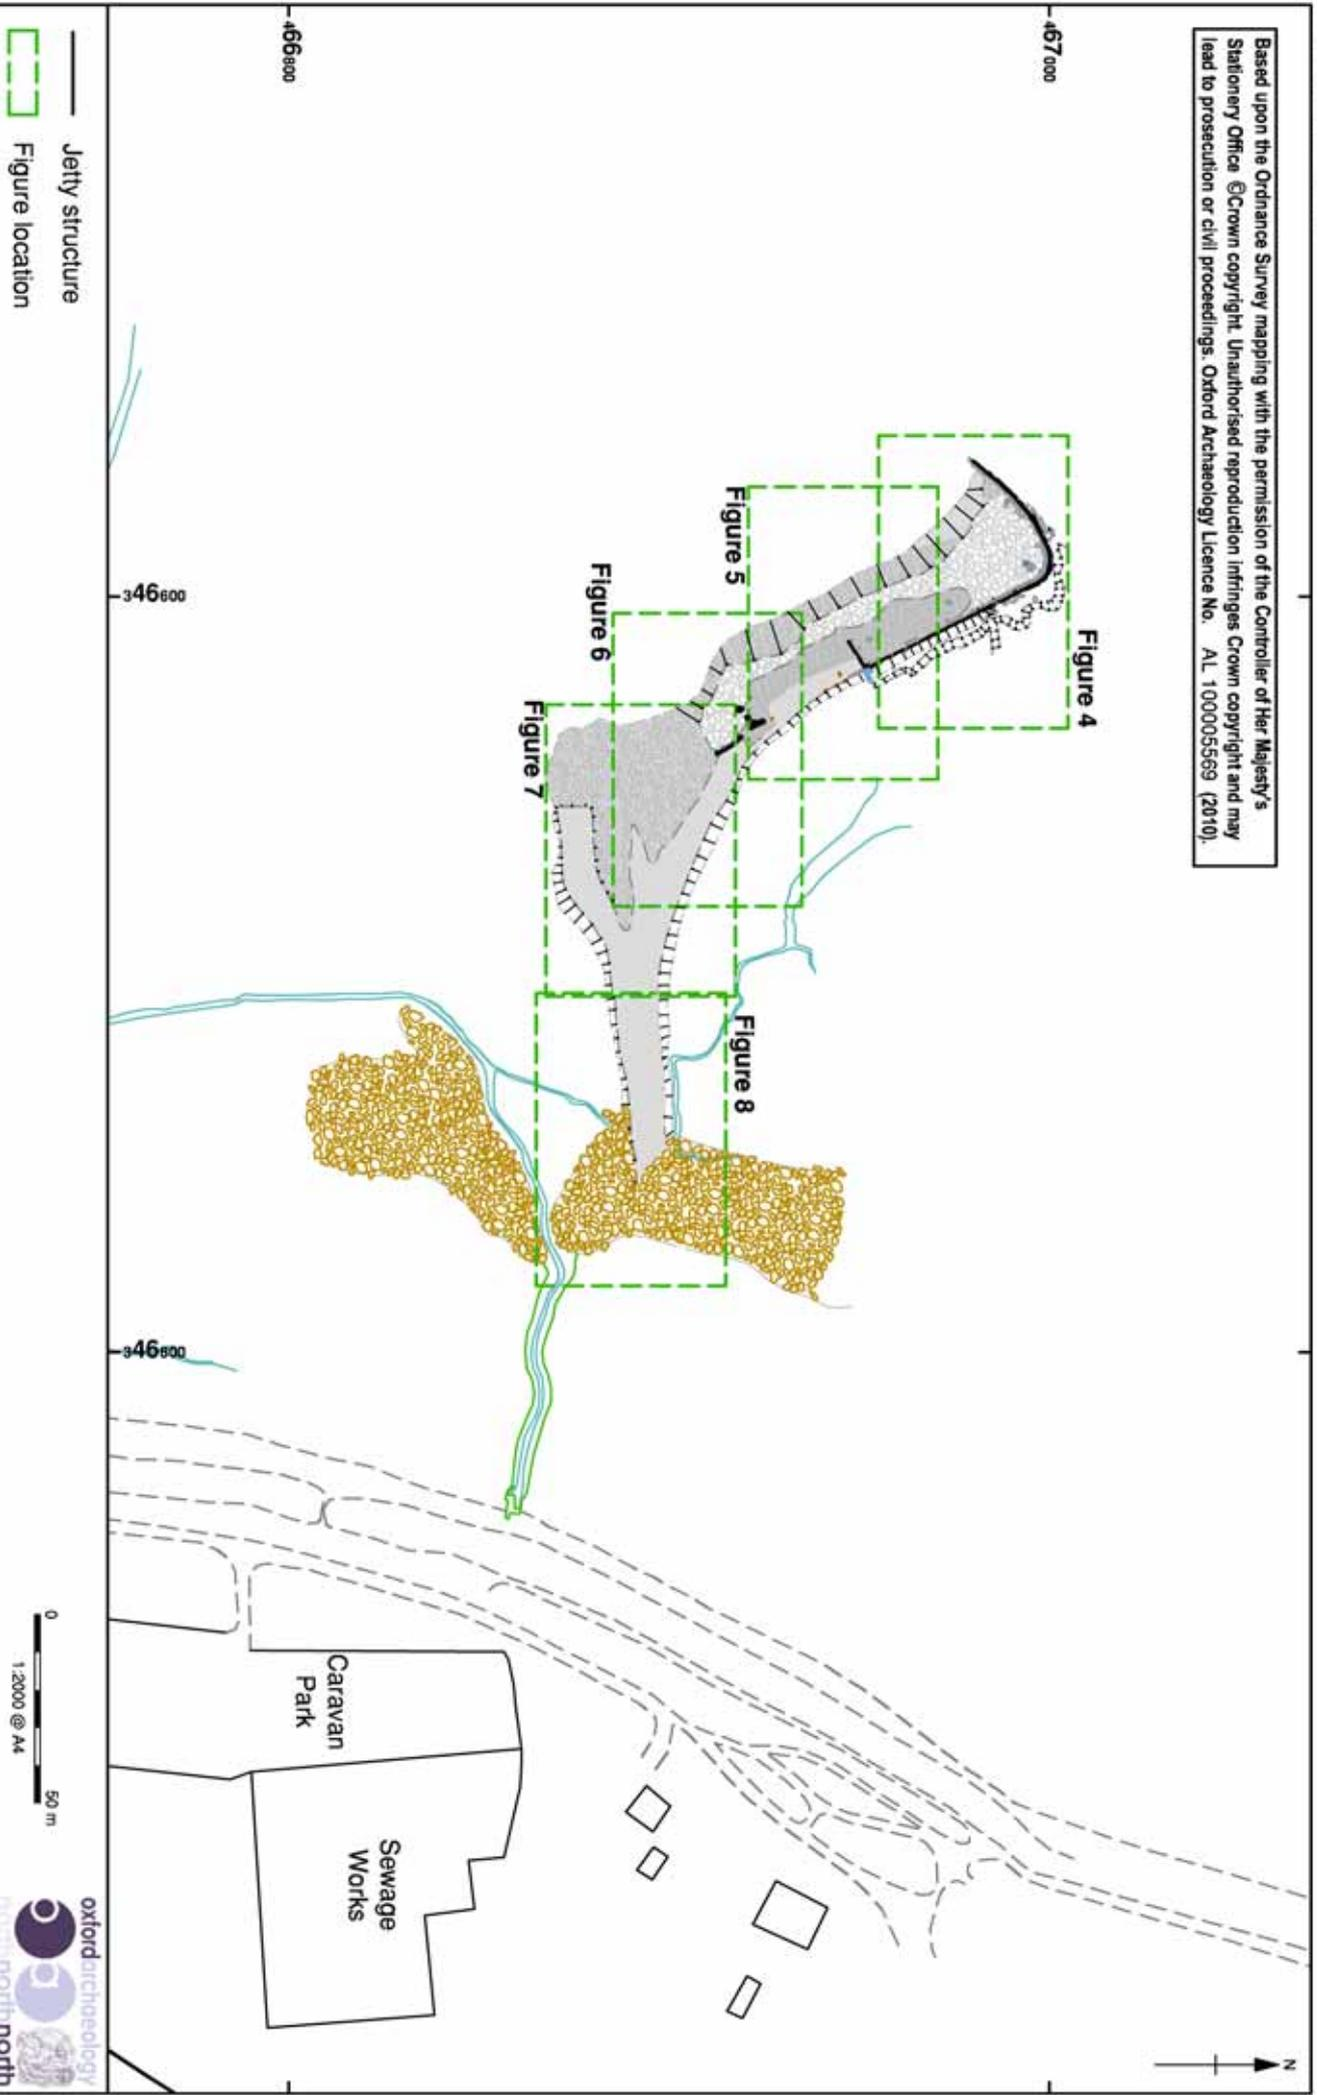 Based upon the Ordnance Survey mapping with the permission of the Controller of Her Majesty's
Stationery Office ©Crown copyright. Unauthorised reproduction infringes Crown copyright and may
lead to prosecution or civil proceedings. Oxford Archaeology Licence No. AL 100005569 (2010).
N
467000
Figure 4
Figure 5
Figure 8
Figure 6
Figure 7
466800
346600
Caravan
Park
Sewage
Works
Jetty structure
Figure location
0
50 m
1:2000 @ A4
oxfordarchaeology
north